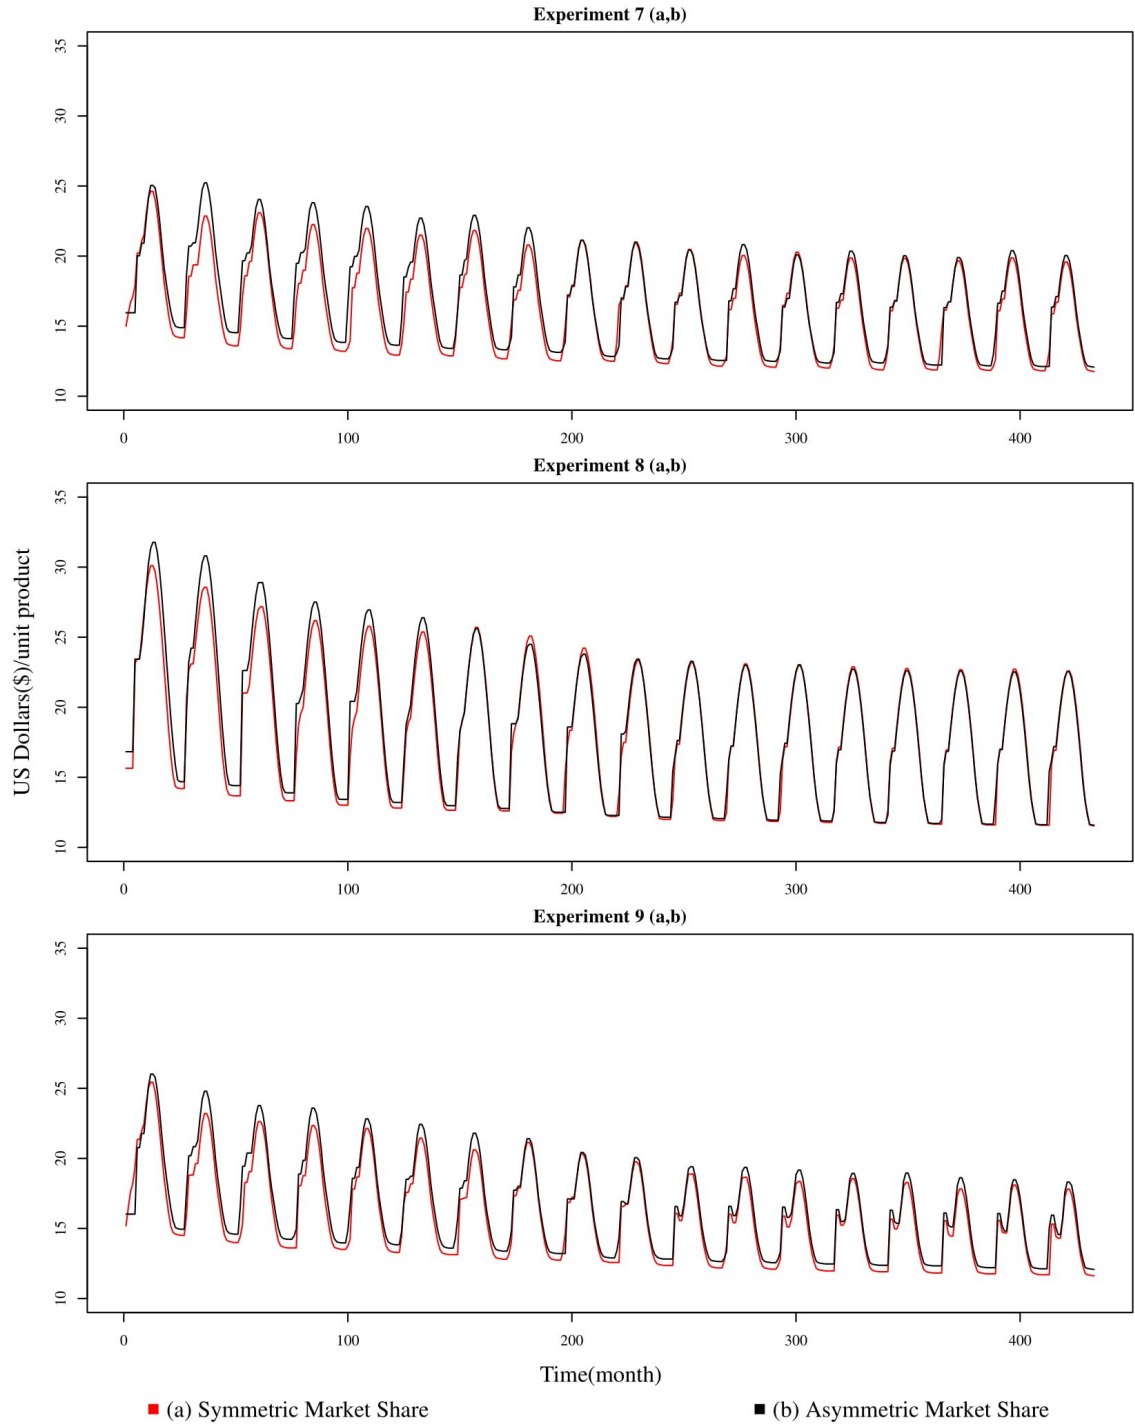 Experiment 7 (a,b)
35
30
25
20
15
10
0 100 200 300 400
Experiment 8 (a,b)
35
30
25
20
15
10
0 100 200 300 400
US Dollars($)/unit product
Experiment 9 (a,b)
35
30
25
20
15
10
0 100 200 300 400
Time(month)
(a) Symmetric Market Share (b) Asymmetric Market Share